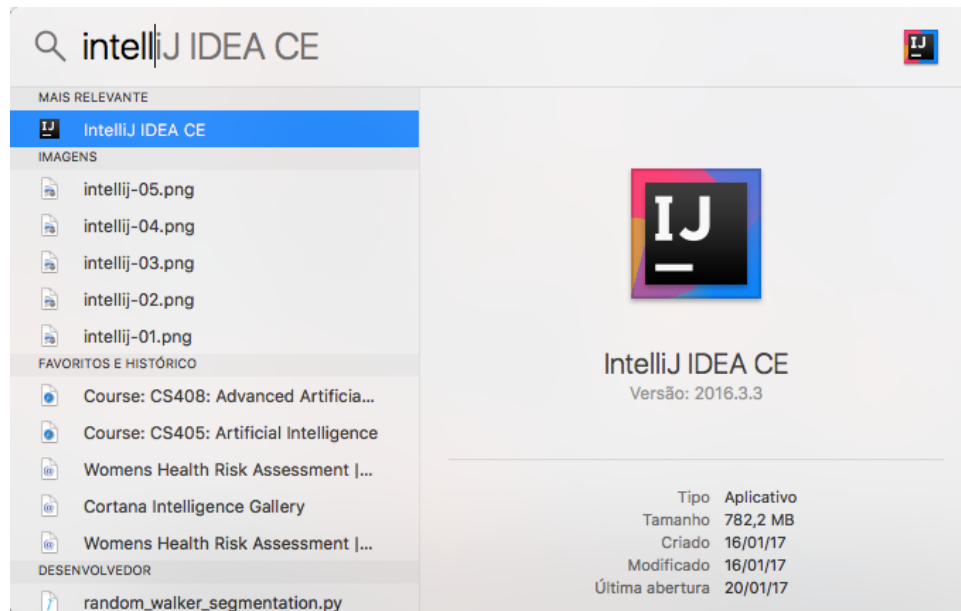 intelliJ IDEA CE
MAIS RELEVANTE
IntelliJ IDEA CE
IMAGENS
intellij-05.png
intellij-04.png
intellij-03.png
intellij-02.png
intellij-01.png
FAVORITOS E HISTÓRICO
Course: CS408: Advanced Artificia...
Course: CS405: Artificial Intelligence
Womens Health Risk Assessment |...
Cortana Intelligence Gallery
Womens Health Risk Assessment |...
DESENVOLVEDOR
random_walker_segmentation.py
IJ
IntelliJ IDEA CE
Versão: 2016.3.3
Tipo Aplicativo
Tamanho 782,2 MB
Criado 16/01/17
Modificado 16/01/17
Última abertura 20/01/17